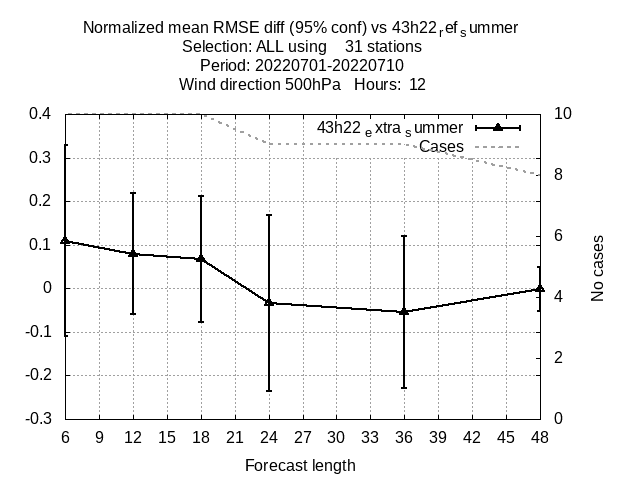 Normalized mean RMSE diff (95% conf) vs 43h22refsummer
Selection: ALL using 31 stations
Period: 20220701-20220710
Wind direction 500hPa Hours: 12
43h22extrasummer
Cases
0.4
0.3
0.2
0.1
0
-0.1
-0.2
-0.3
10
8
6
4
2
0
No cases
6 9 12 15 18 21 24 27 30 33 36 39 42 45 48
Forecast length